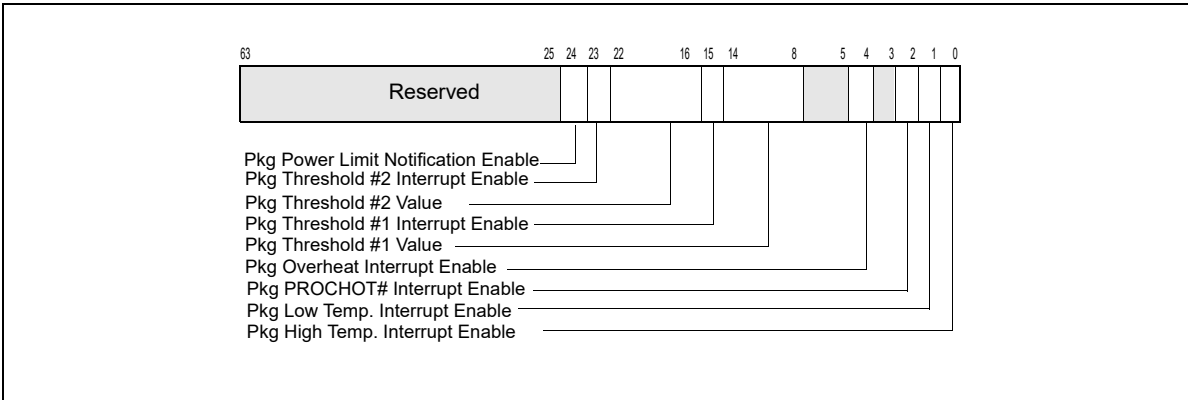 63 25 24 23 22 16 15 14 8 5 4 3 2 1 0
Reserved
Pkg Power Limit Notification Enable
Pkg Threshold #2 Interrupt Enable
Pkg Threshold #2 Value
Pkg Threshold #1 Interrupt Enable
Pkg Threshold #1 Value
Pkg Overheat Interrupt Enable
Pkg PROCHOT# Interrupt Enable
Pkg Low Temp. Interrupt Enable
Pkg High Temp. Interrupt Enable